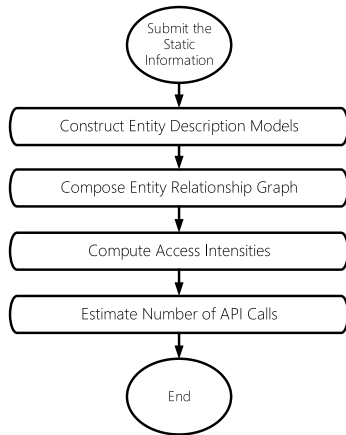 Submit the
Static
Information
Construct Entity Description Models
Compose Entity Relationship Graph
Compute Access Intensities
Estimate Number of API Calls
End